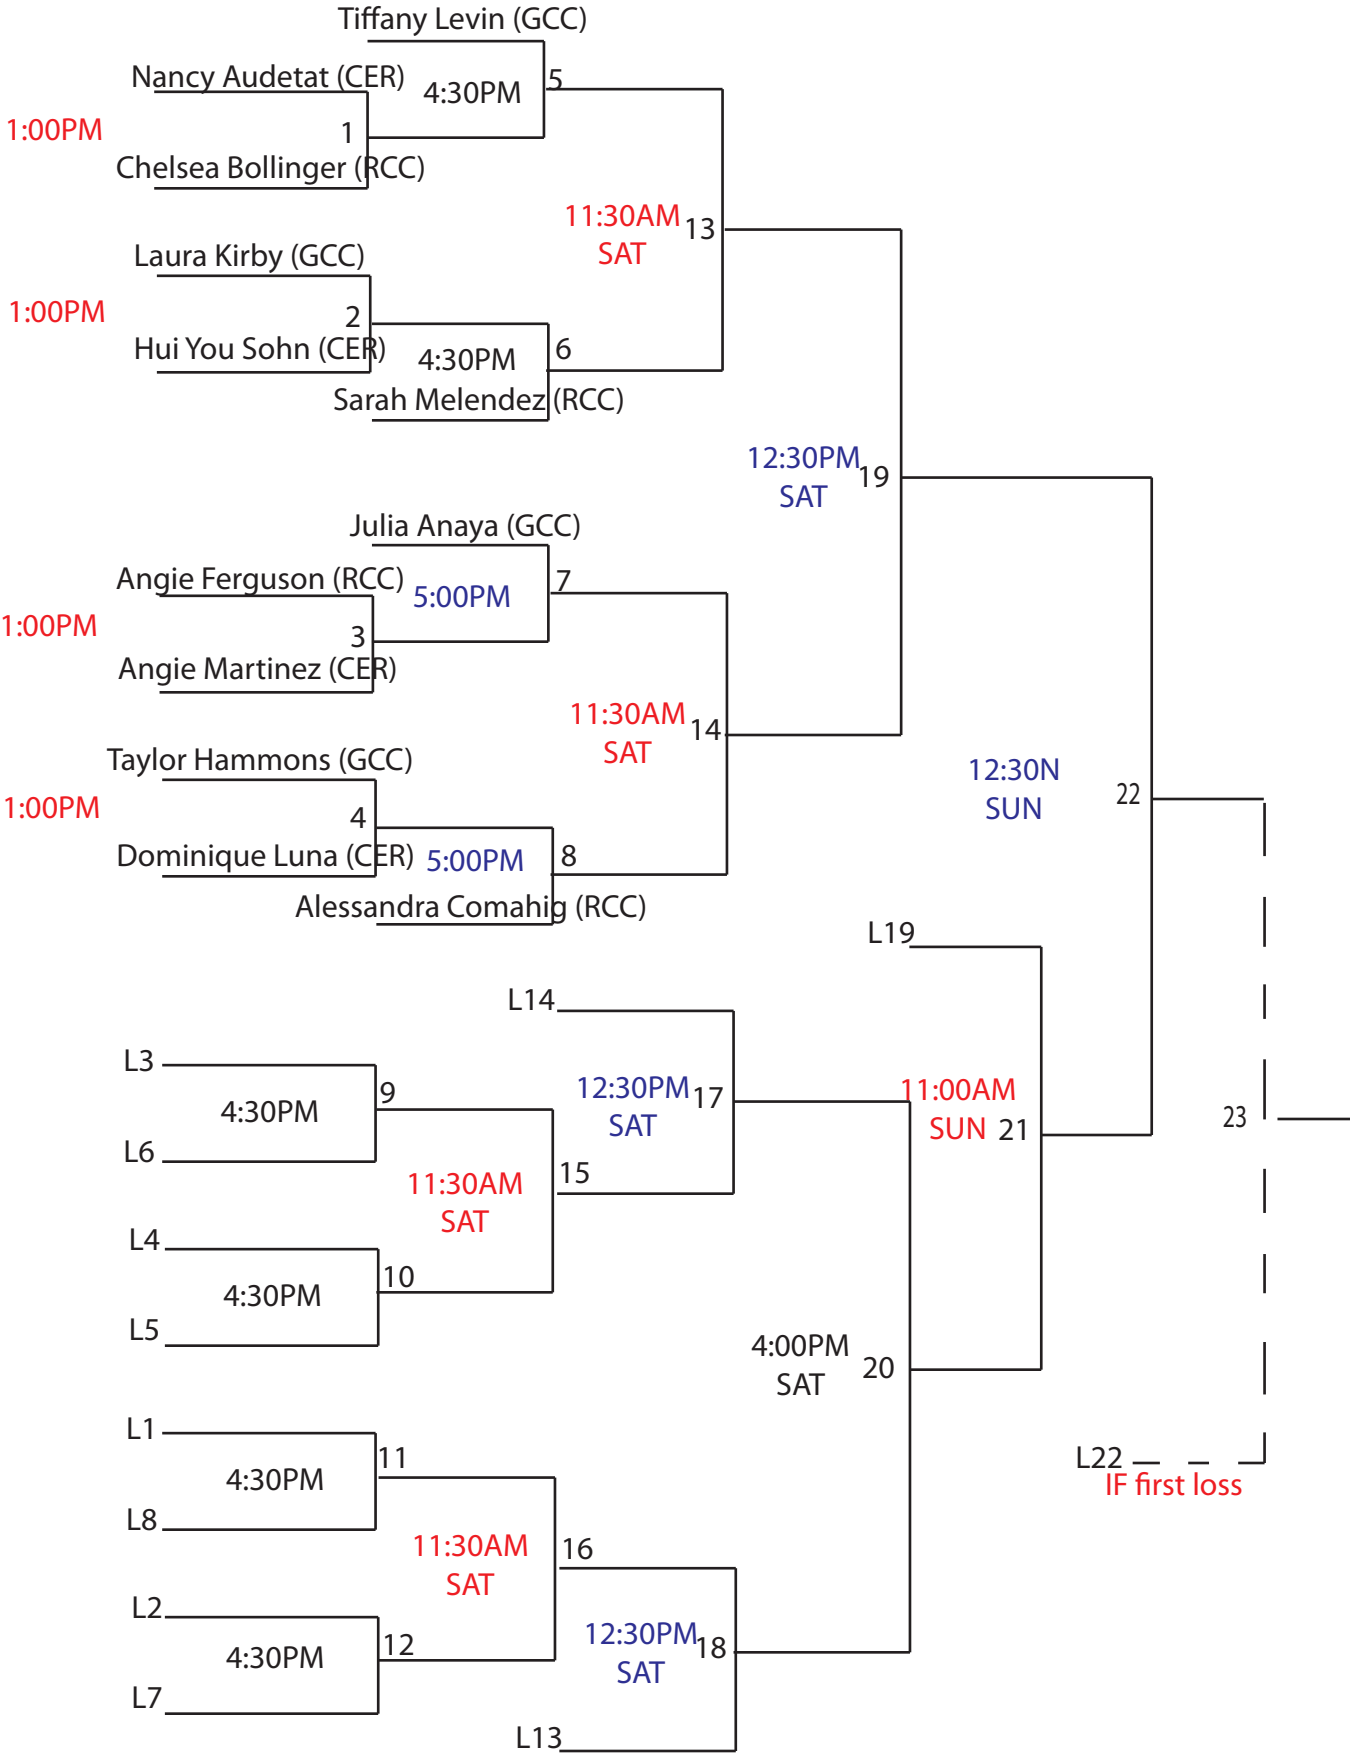 Tiffany Levin (GCC)
Nancy Audetat (CER)
4:30PM
5
1:00PM
1
Chelsea Bollinger (RCC)
11:30AM
SAT
13
Laura Kirby (GCC)
1:00PM
2
Hui You Sohn (CER)
4:30PM
6
Sarah Melendez (RCC)
12:30PM
SAT
19
Julia Anaya (GCC)
Angie Ferguson (RCC)
5:00PM
7
1:00PM
3
Angie Martinez (CER)
11:30AM
SAT
14
Taylor Hammons (GCC)
1:00PM
4
Dominique Luna (CER)
5:00PM
8
Alessandra Comahig (RCC)
12:30N
SUN
22
L19
L14
L3
9
4:30PM
L6
12:30PM
SAT
17
11:00AM
SUN
21
23
11:30AM
SAT
15
L4
10
4:30PM
L5
4:00PM
SAT
20
L1
11
4:30PM
L8
L22
IF first loss
11:30AM
SAT
16
L2
12
4:30PM
L7
12:30PM
SAT
18
L13